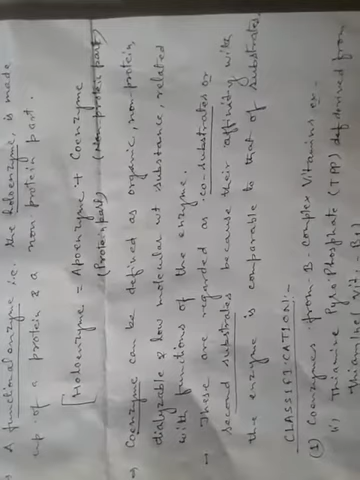 → A functional enzyme i.e. the holoenzyme, is made
up of a protein & a non protein part.
[Holoenzyme = Apoenzyme + Coenzyme
(Protein part) (Non protein part)
⇒ Coenzyme can be defined as organic, non protein,
dialyzable & low molecular wt substance, related
with functions of the enzyme.
→ These are regarded as co-substrates or
second substrates because their affinity with
the enzyme is comparable to that of substrates.
CLASSIFICATION:-
(1) Coenzymes from B-complex Vitamins or -
(i) Thiamine Pyro Phosphate (TPP) derived from
thiamine (Vit - B1)